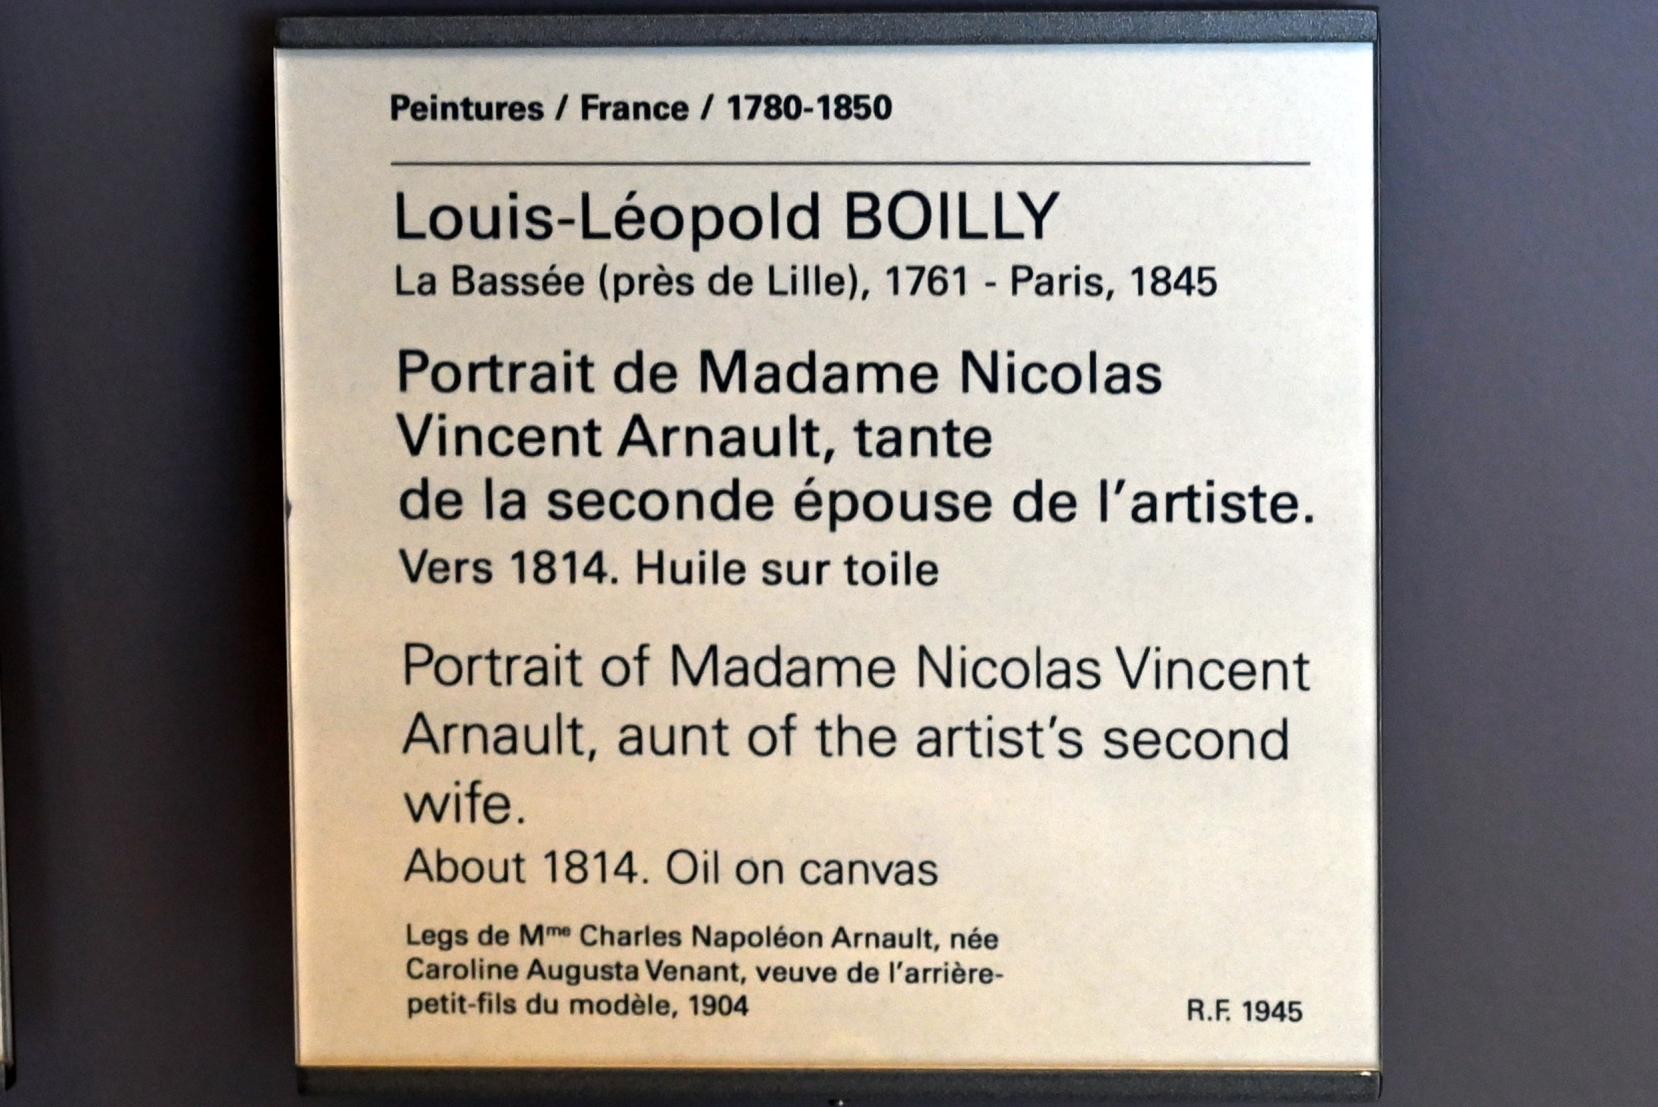 Peintures / France / 1780-1850
Louis-Léopold BOILLY
La Bassée (près de Lille), 1761 - Paris, 1845
Portrait de Madame Nicolas
Vincent Arnault, tante
de la seconde épouse de l'artiste.
Vers 1814. Huile sur toile
Portrait of Madame Nicolas Vincent
Arnault, aunt of the artist's second
wife.
About 1814. Oil on canvas
Legs de Mme Charles Napoléon Arnault, née
Caroline Augusta Venant, veuve de l'arrière-
petit-fils du modèle, 1904
R.F. 1945